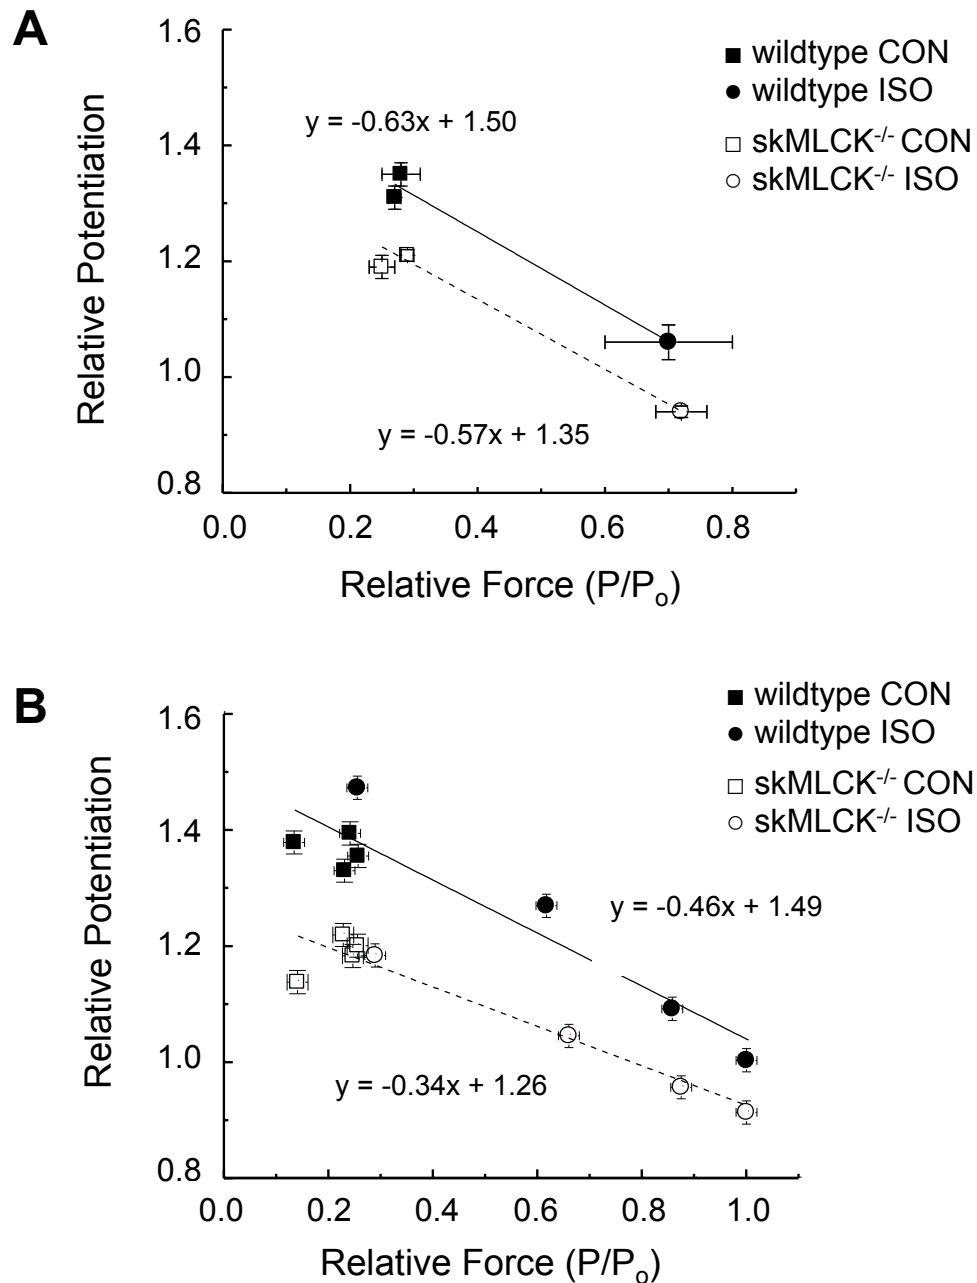 A
wildtype CON
wildtype ISO
skMLCK-/- CON
skMLCK-/- ISO
y = -0.63x + 1.50
y = -0.57x + 1.35
Relative Potentiation
1.6
1.4
1.2
1.0
0.8
0.0 0.2 0.4 0.6 0.8
Relative Force (P/Po)
B
wildtype CON
wildtype ISO
skMLCK-/- CON
skMLCK-/- ISO
y = -0.46x + 1.49
y = -0.34x + 1.26
Relative Potentiation
1.6
1.4
1.2
1.0
0.8
0.0 0.2 0.4 0.6 0.8 1.0
Relative Force (P/Po)